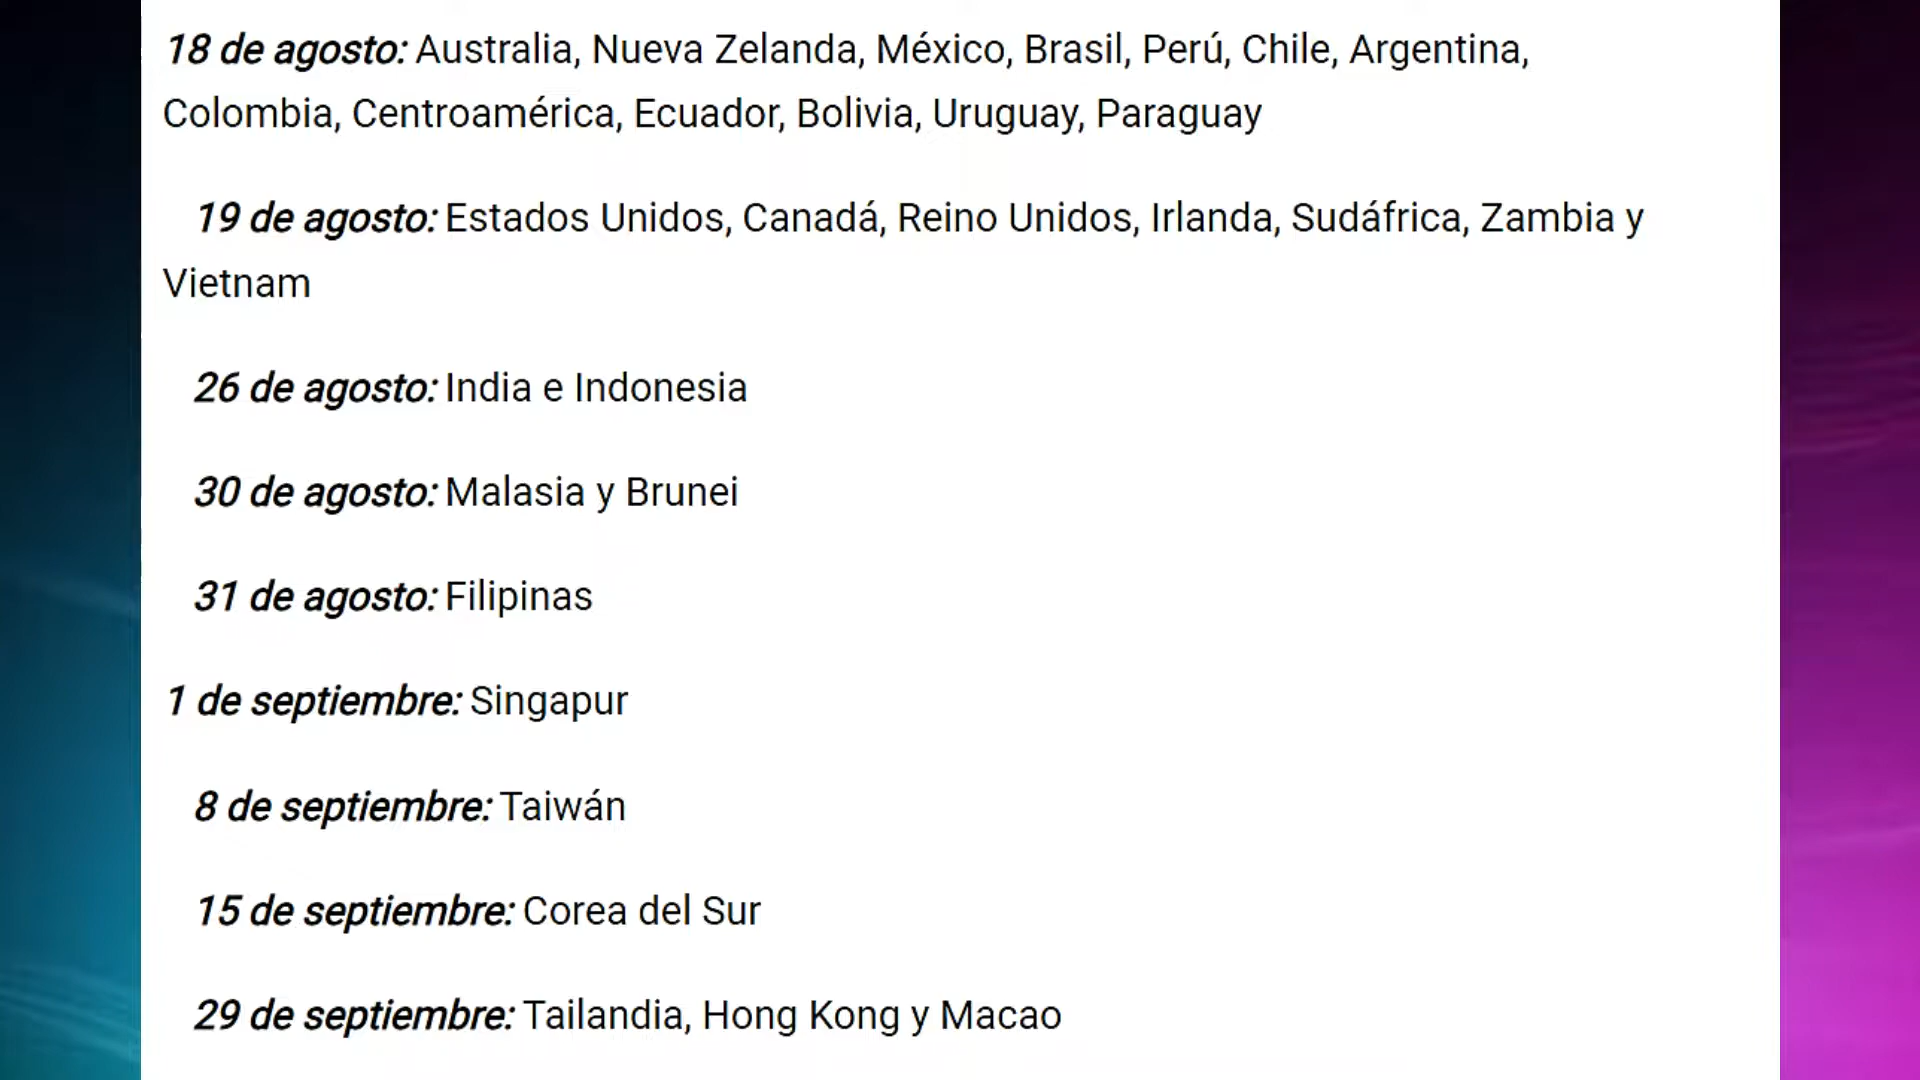 18 de agosto: Australia, Nueva Zelanda, México, Brasil, Perú, Chile, Argentina,
Colombia, Centroamérica, Ecuador, Bolivia, Uruguay, Paraguay
19 de agosto: Estados Unidos, Canadá, Reino Unidos, Irlanda, Sudáfrica, Zambia y
Vietnam
26 de agosto: India e Indonesia
30 de agosto: Malasia y Brunei
31 de agosto: Filipinas
1 de septiembre: Singapur
8 de septiembre: Taiwán
15 de septiembre: Corea del Sur
29 de septiembre: Tailandia, Hong Kong y Macao